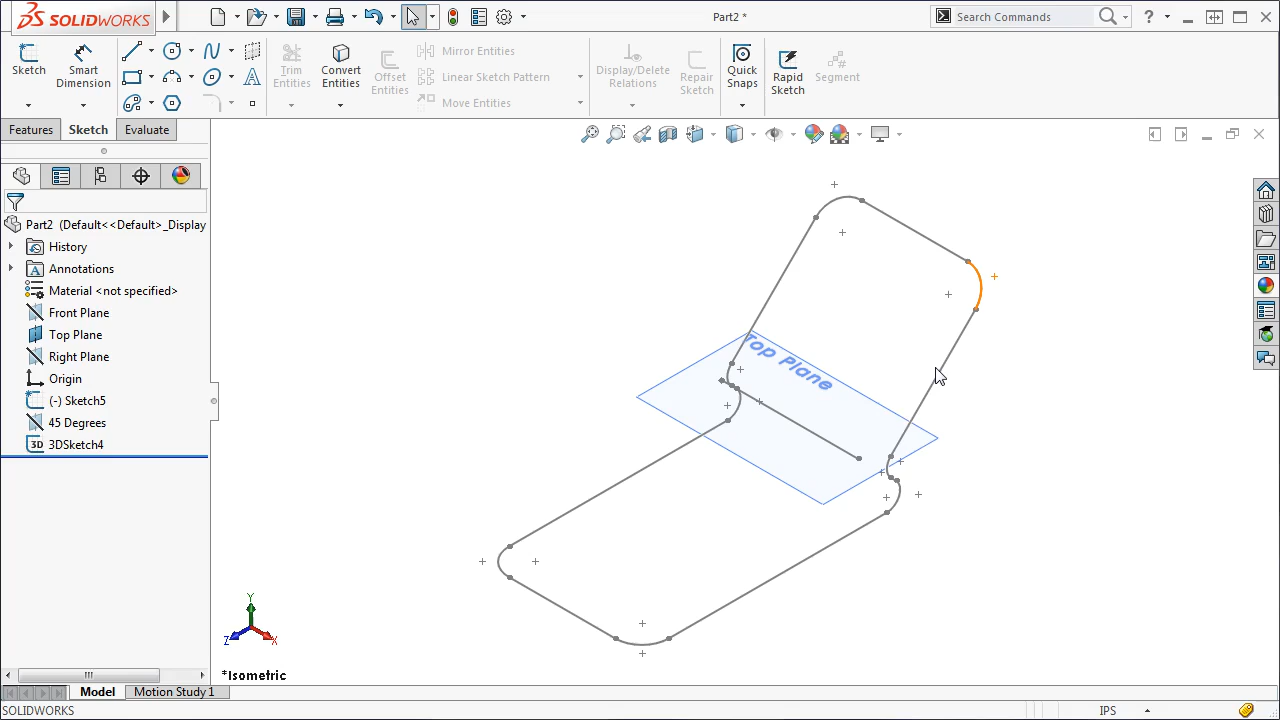 SOLIDWORKS
Part2 *
Search Commands
?
Sketch
Smart Dimension
Trim Entities
Convert Entities
Offset Entities
Mirror Entities
Linear Sketch Pattern
Move Entities
Display/Delete Relations
Repair Sketch
Quick Snaps
Rapid Sketch
Segment
Features
Sketch
Evaluate
Part2 (Default<<Default>_Display
History
Annotations
Material <not specified>
Front Plane
Top Plane
Right Plane
Origin
(-) Sketch5
45 Degrees
3D 3DSketch4
Top Plane
Y
Z
X
*Isometric
Model
Motion Study 1
SOLIDWORKS
IPS